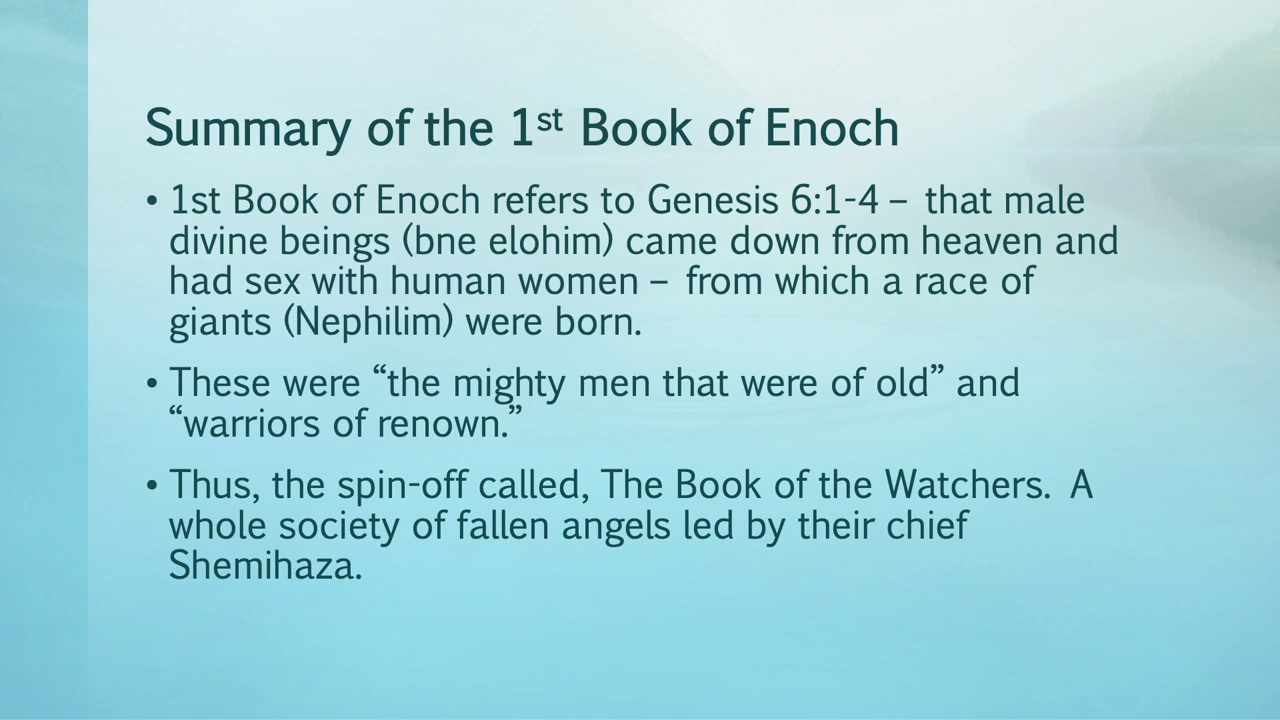 Summary of the 1st Book of Enoch
• 1st Book of Enoch refers to Genesis 6:1-4 – that male
divine beings (bne elohim) came down from heaven and
had sex with human women – from which a race of
giants (Nephilim) were born.
• These were “the mighty men that were of old” and
“warriors of renown.”
• Thus, the spin-off called, The Book of the Watchers. A
whole society of fallen angels led by their chief
Shemihaza.